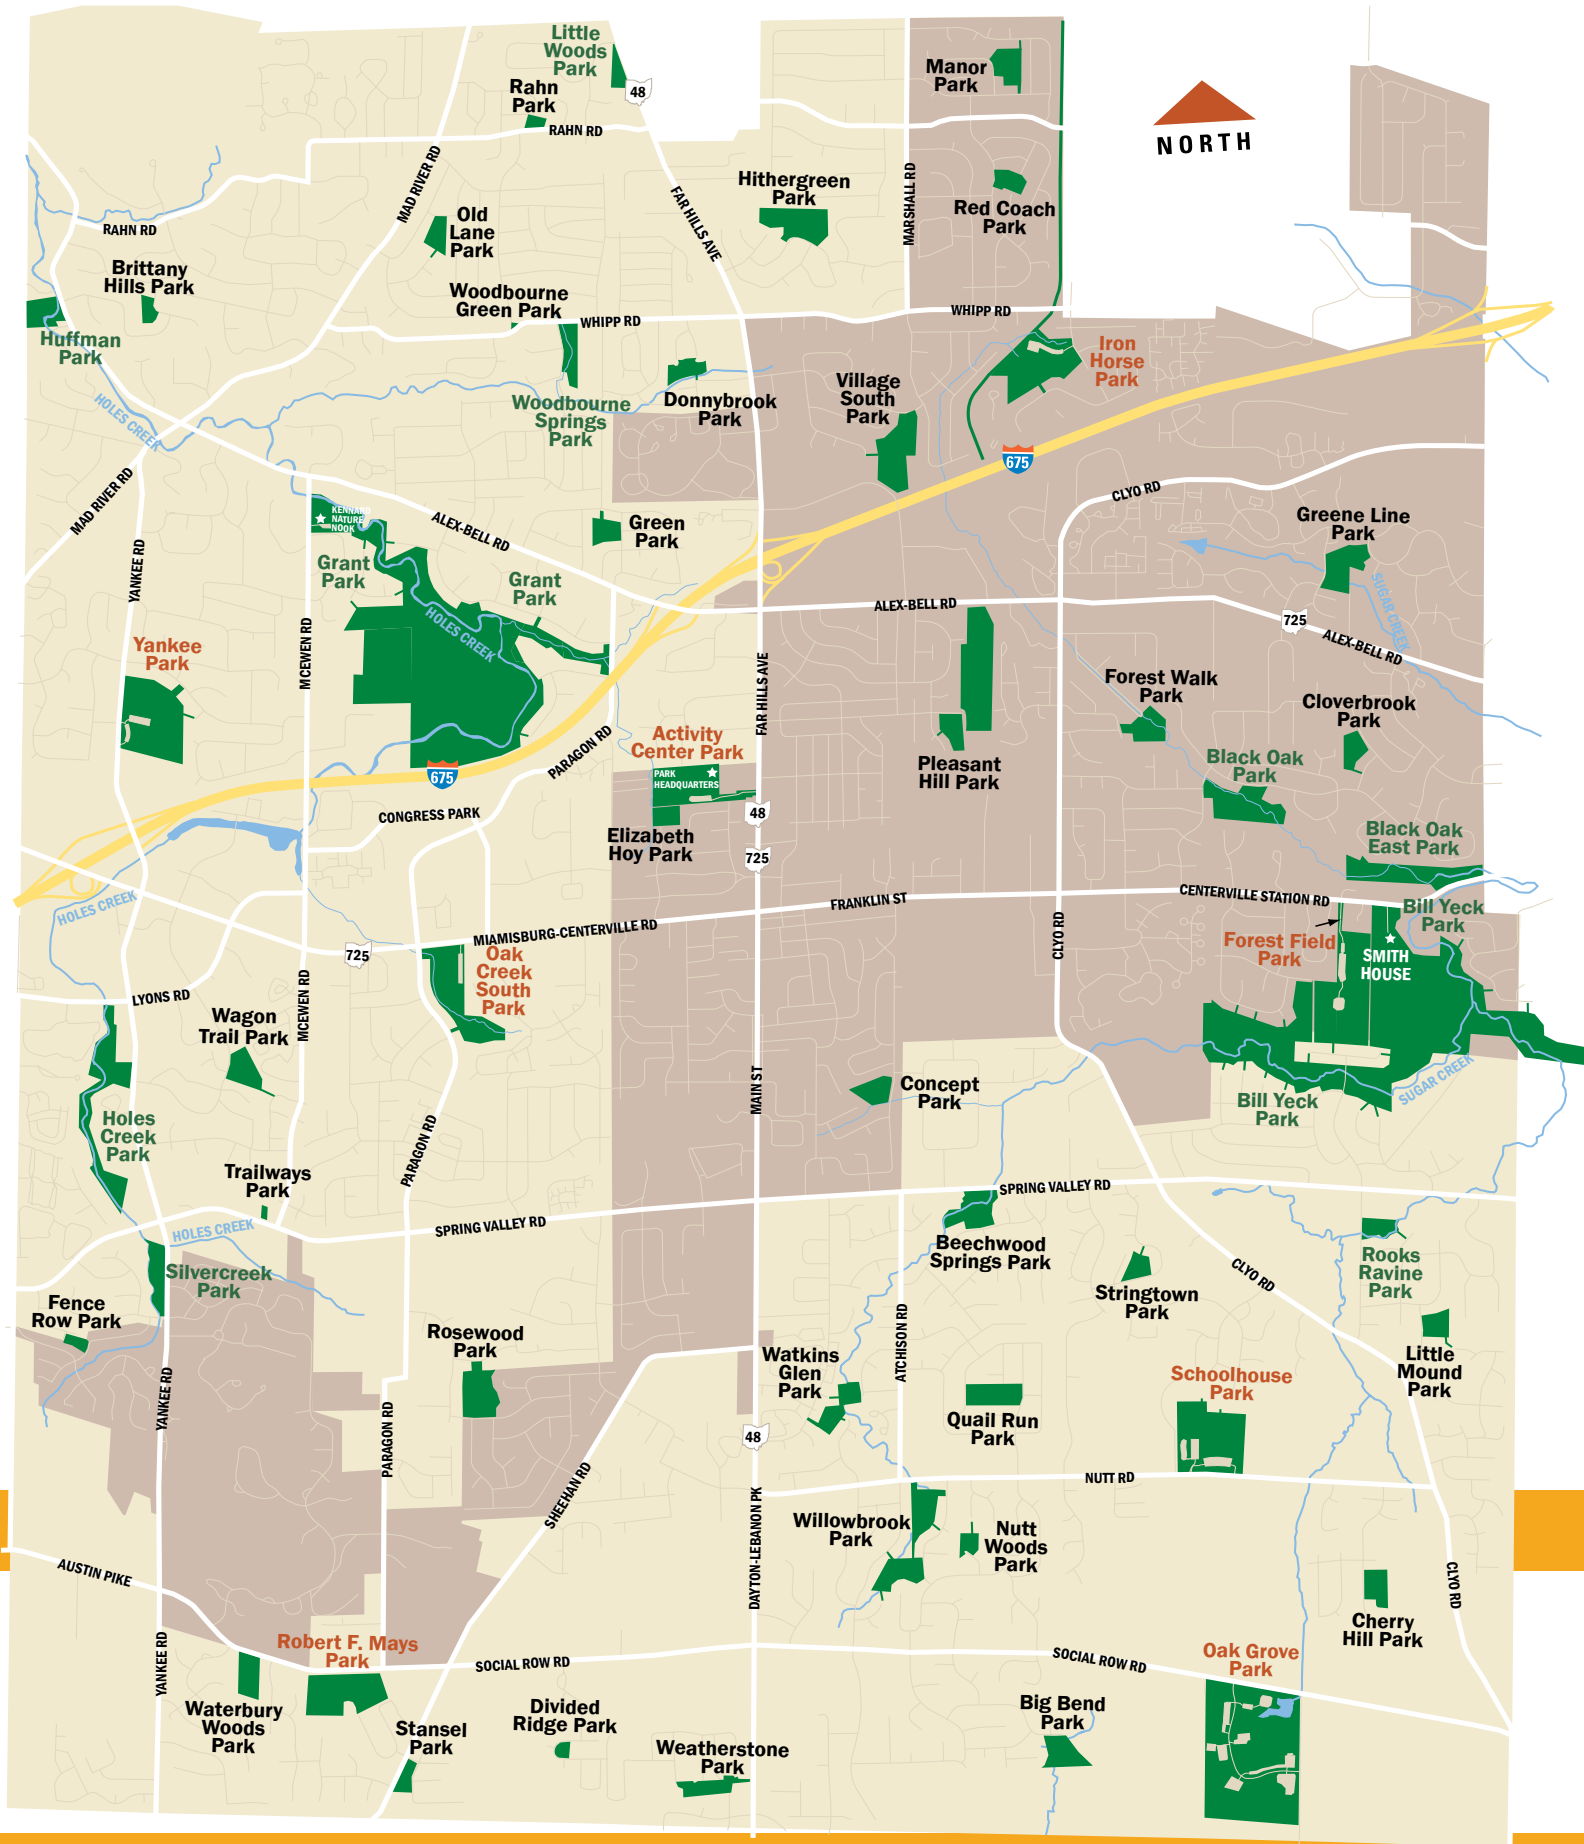 Little
Woods
Park
48
Rahn
Park
RAHN RD
Manor
Park
NORTH
MAD RIVER RD
Hithergreen
Park
MARSHALL RD
Red Coach
Park
FAR HILLS AVE
Old
Lane
Park
RAHN RD
Brittany
Hills Park
Woodbourne
Green Park
WHIPP RD
WHIPP RD
Huffman
Park
Iron
Horse
Park
Village
South
Park
Donnybrook
Park
Woodbourne
Springs
Park
HOLES CREEK
675
MAD RIVER RD
CLYO RD
KENNARD
NATURE
NOOK
ALEX-BELL RD
Green
Park
Greene Line
Park
YANKEE RD
Grant
Park
Grant
Park
HOLES CREEK
ALEX-BELL RD
SUGAR CREEK
725
ALEX-BELL RD
Yankee
Park
MCEWEN RD
FAR HILLS AVE
Forest Walk
Park
Cloverbrook
Park
Activity
Center Park
PARK
HEADQUARTERS
PARAGON RD
675
Pleasant
Hill Park
Black Oak
Park
CONGRESS PARK
48
Elizabeth
Hoy Park
725
Black Oak
East Park
HOLES CREEK
FRANKLIN ST
CENTERVILLE STATION RD
Bill Yeck
Park
MIAMISBURG-CENTERVILLE RD
725
CLYO RD
Forest Field
Park
SMITH
HOUSE
Oak
Creek
South
Park
LYONS RD
MCEWEN RD
Wagon
Trail Park
MAIN ST
Concept
Park
SUGAR CREEK
Bill Yeck
Park
Holes
Creek
Park
PARAGON RD
Trailways
Park
SPRING VALLEY RD
HOLES CREEK
SPRING VALLEY RD
Beechwood
Springs Park
Silvercreek
Park
Stringtown
Park
CLYO RD
Rooks
Ravine
Park
Fence
Row Park
Rosewood
Park
ATCHISON RD
Watkins
Glen
Park
Little
Mound
Park
YANKEE RD
Schoolhouse
Park
Quail Run
Park
PARAGON RD
48
NUTT RD
SHEEHAN RD
DAYTON-LEBANON PK
Willowbrook
Park
Nutt
Woods
Park
AUSTIN PIKE
CLYO RD
Cherry
Hill Park
YANKEE RD
Robert F. Mays
Park
SOCIAL ROW RD
SOCIAL ROW RD
Oak Grove
Park
Waterbury
Woods
Park
Stansel
Park
Divided
Ridge Park
Weatherstone
Park
Big Bend
Park